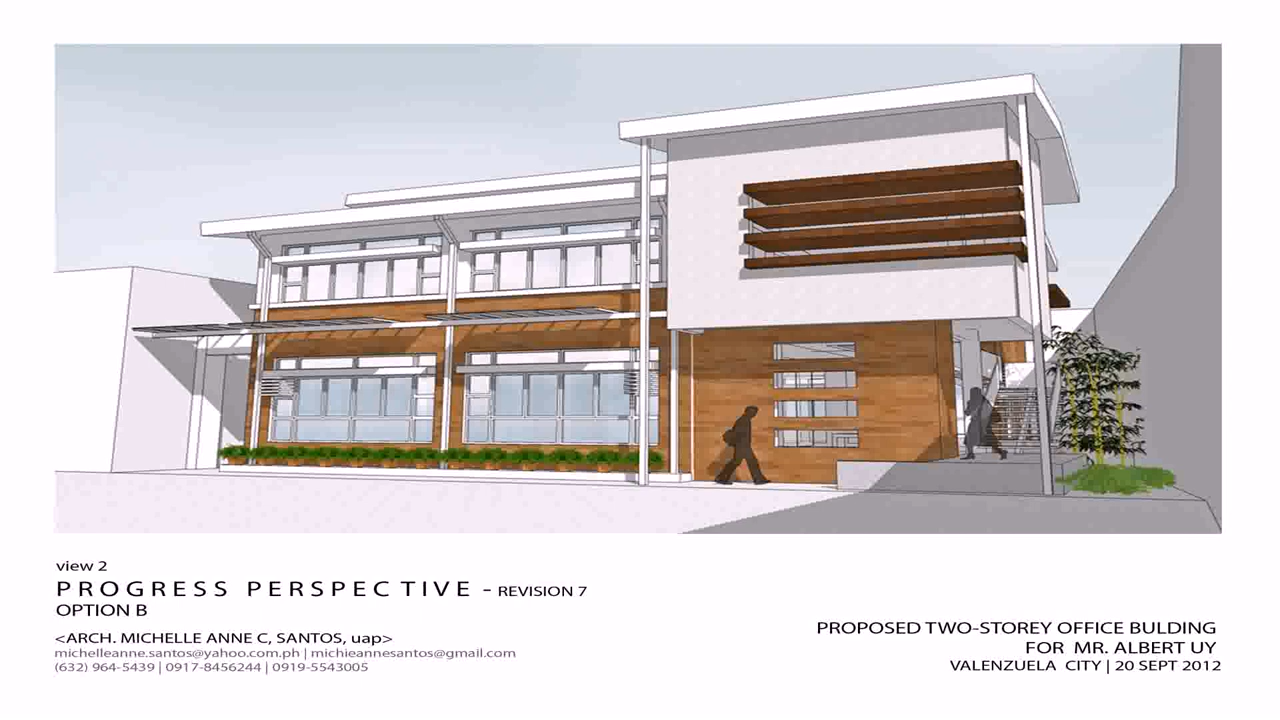 view 2
PROGRESS PERSPECTIVE - REVISION 7
OPTION B
<ARCH. MICHELLE ANNE C, SANTOS, uap>
michelleanne.santos@yahoo.com.ph | michieannesantos@gmail.com
(632) 964-5439 | 0917-8456244 | 0919-5543005
PROPOSED TWO-STOREY OFFICE BULDING
FOR MR. ALBERT UY
VALENZUELA CITY | 20 SEPT 2012